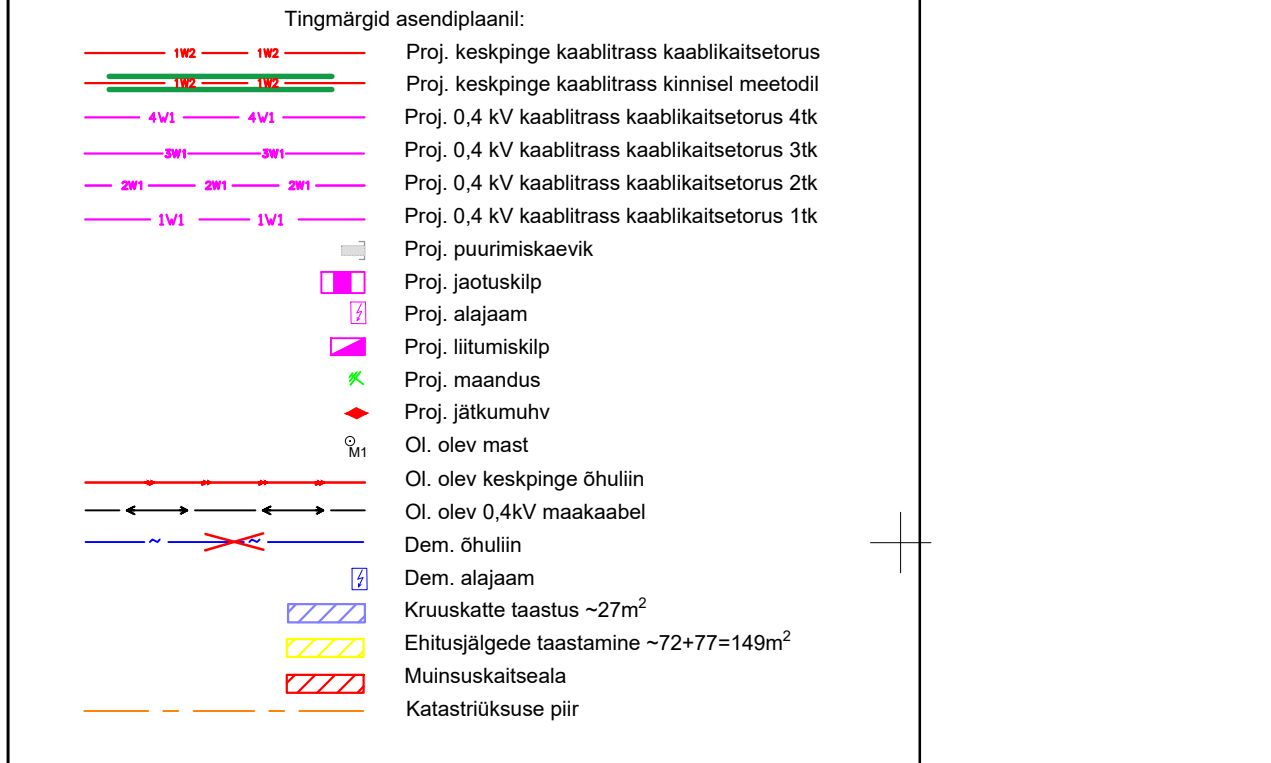 Tingmärgid asendiplaanil:
1W2 1W2 Proj. keskpinge kaablitrass kaablikaitsetorus
1W2 1W2 Proj. keskpinge kaablitrass kinnisel meetodil
4W1 4W1 Proj. 0,4 kV kaablitrass kaablikaitsetorus 4tk
3W1 3W1 Proj. 0,4 kV kaablitrass kaablikaitsetorus 3tk
2W1 2W1 2W1 Proj. 0,4 kV kaablitrass kaablikaitsetorus 2tk
1W1 1W1 Proj. 0,4 kV kaablitrass kaablikaitsetorus 1tk
Proj. puurimiskaevik
Proj. jaotuskilp
Proj. alajaam
Proj. liitumiskilp
Proj. maandus
Proj. jätkumuhv
M1 Ol. olev mast
Ol. olev keskpinge õhuliin
Ol. olev 0,4kV maakaabel
~ ~ Dem. õhuliin
Dem. alajaam
Kruuskatte taastus ~27m²
Ehitusjälgede taastamine ~72+77=149m²
Muinsuskaitseala
Katastriüksuse piir